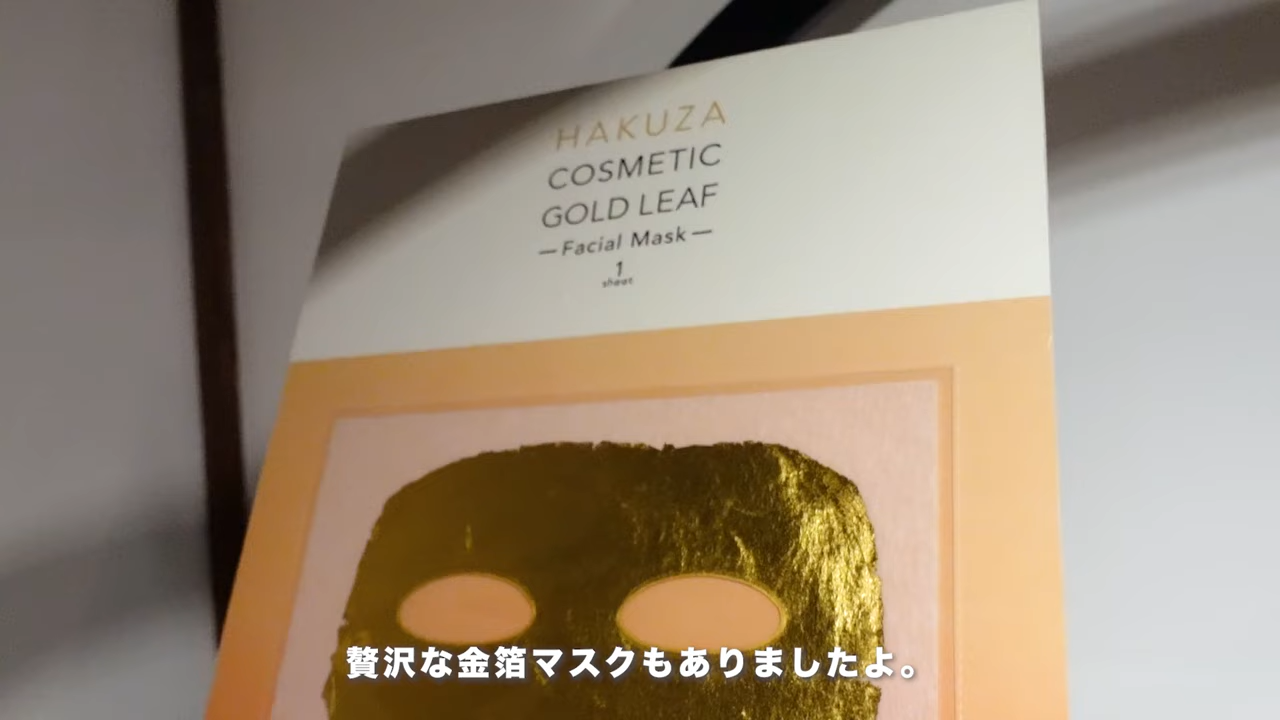 HAKUZA
COSMETIC
GOLD LEAF
—Facial Mask—
1
sheet
贅沢な金箔マスクもありましたよ。